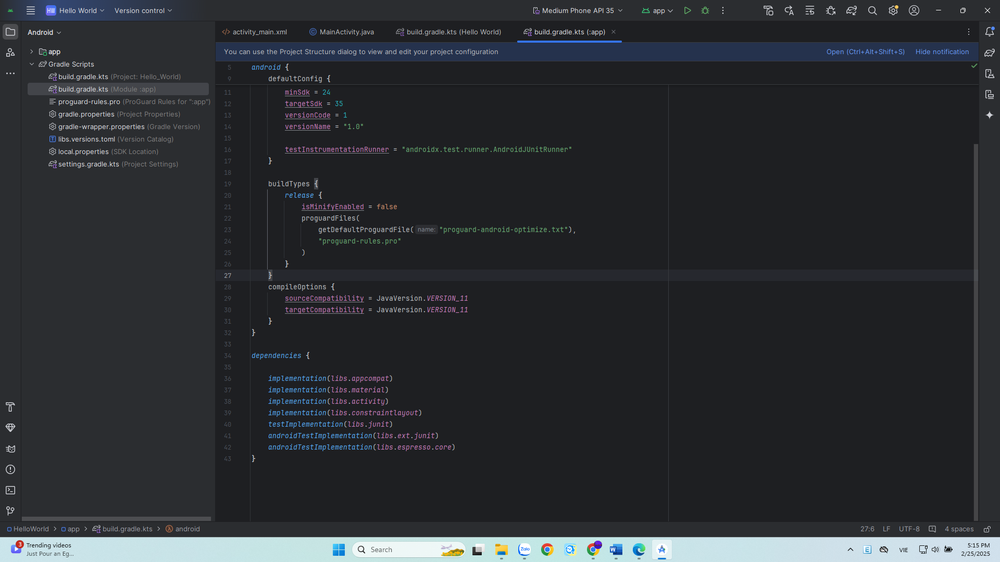 HW Hello World
Version control
Medium Phone API 35
app
Android
activity_main.xml
MainActivity.java
build.gradle.kts (Hello World)
build.gradle.kts (:app)
You can use the Project Structure dialog to view and edit your project configuration
Open (Ctrl+Alt+Shift+S)
Hide notification
app
Gradle Scripts
build.gradle.kts (Project: Hello_World)
build.gradle.kts (Module :app)
proguard-rules.pro (ProGuard Rules for ":app")
gradle.properties (Project Properties)
gradle-wrapper.properties (Gradle Version)
libs.versions.toml (Version Catalog)
local.properties (SDK Location)
settings.gradle.kts (Project Settings)
5 android {
9 defaultConfig {
11 minSdk = 24
12 targetSdk = 35
13 versionCode = 1
14 versionName = "1.0"
15
16 testInstrumentationRunner = "androidx.test.runner.AndroidJUnitRunner"
17 }
18
19 buildTypes {
20 release {
21 isMinifyEnabled = false
22 proguardFiles(
23 getDefaultProguardFile( name: "proguard-android-optimize.txt"),
24 "proguard-rules.pro"
25 )
26 }
27 }
28 compileOptions {
29 sourceCompatibility = JavaVersion.VERSION_11
30 targetCompatibility = JavaVersion.VERSION_11
31 }
32 }
33
34 dependencies {
35
36 implementation(libs.appcompat)
37 implementation(libs.material)
38 implementation(libs.activity)
39 implementation(libs.constraintlayout)
40 testImplementation(libs.junit)
41 androidTestImplementation(libs.ext.junit)
42 androidTestImplementation(libs.espresso.core)
43 }
HelloWorld > app > build.gradle.kts > android
27:6 LF UTF-8 4 spaces
3
Trending videos
Just Pour an Eg...
Search
Zalo
VIE
5:15 PM
2/25/2025